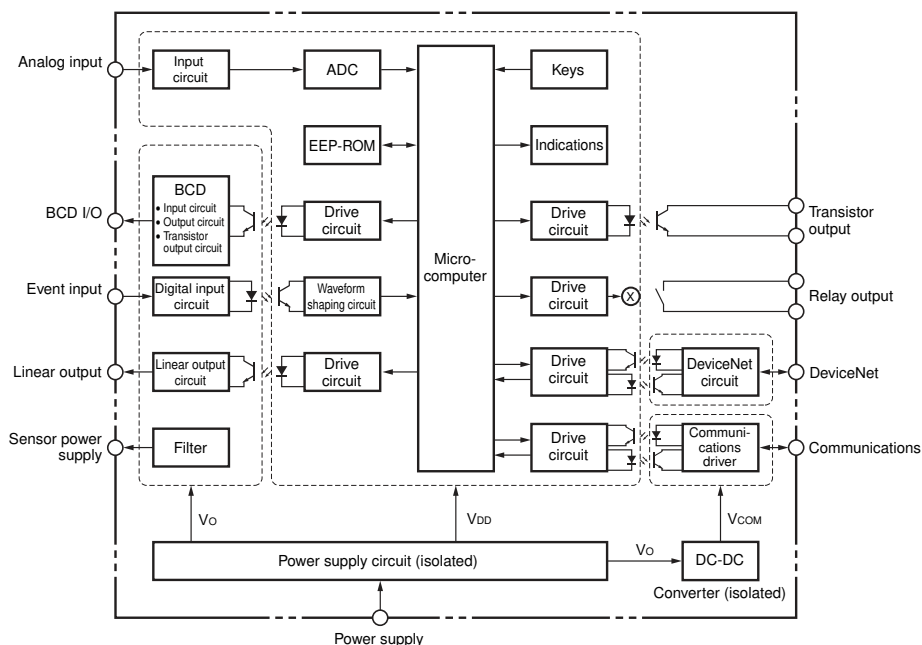 Analog input
Input
circuit
ADC
Keys
EEP-ROM
Indications
BCD I/O
BCD
• Input circuit
• Output circuit
• Transistor
output circuit
Drive
circuit
Micro-
computer
Drive
circuit
Transistor
output
Event input
Digital input
circuit
Waveform
shaping circuit
Drive
circuit
X
Relay output
Linear output
Linear output
circuit
Drive
circuit
Drive
circuit
DeviceNet
circuit
DeviceNet
Sensor power
supply
Filter
Drive
circuit
Communi-
cations
driver
Communications
VO
VDD
VCOM
Power supply circuit (isolated)
VO
DC-DC
Converter (isolated)
Power supply